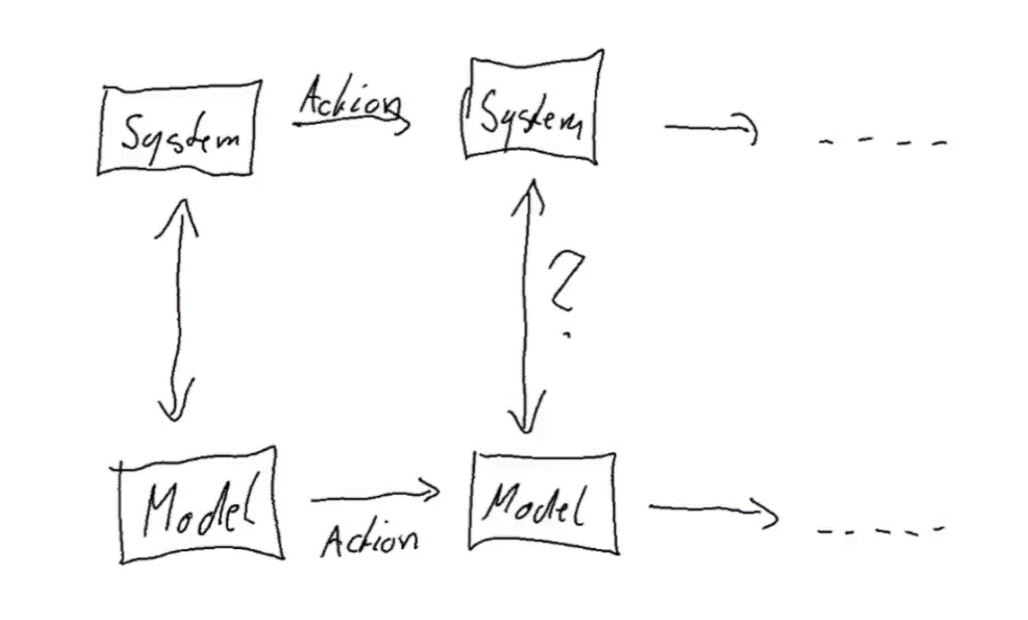 Action
System
System
?
Model
Model
Action